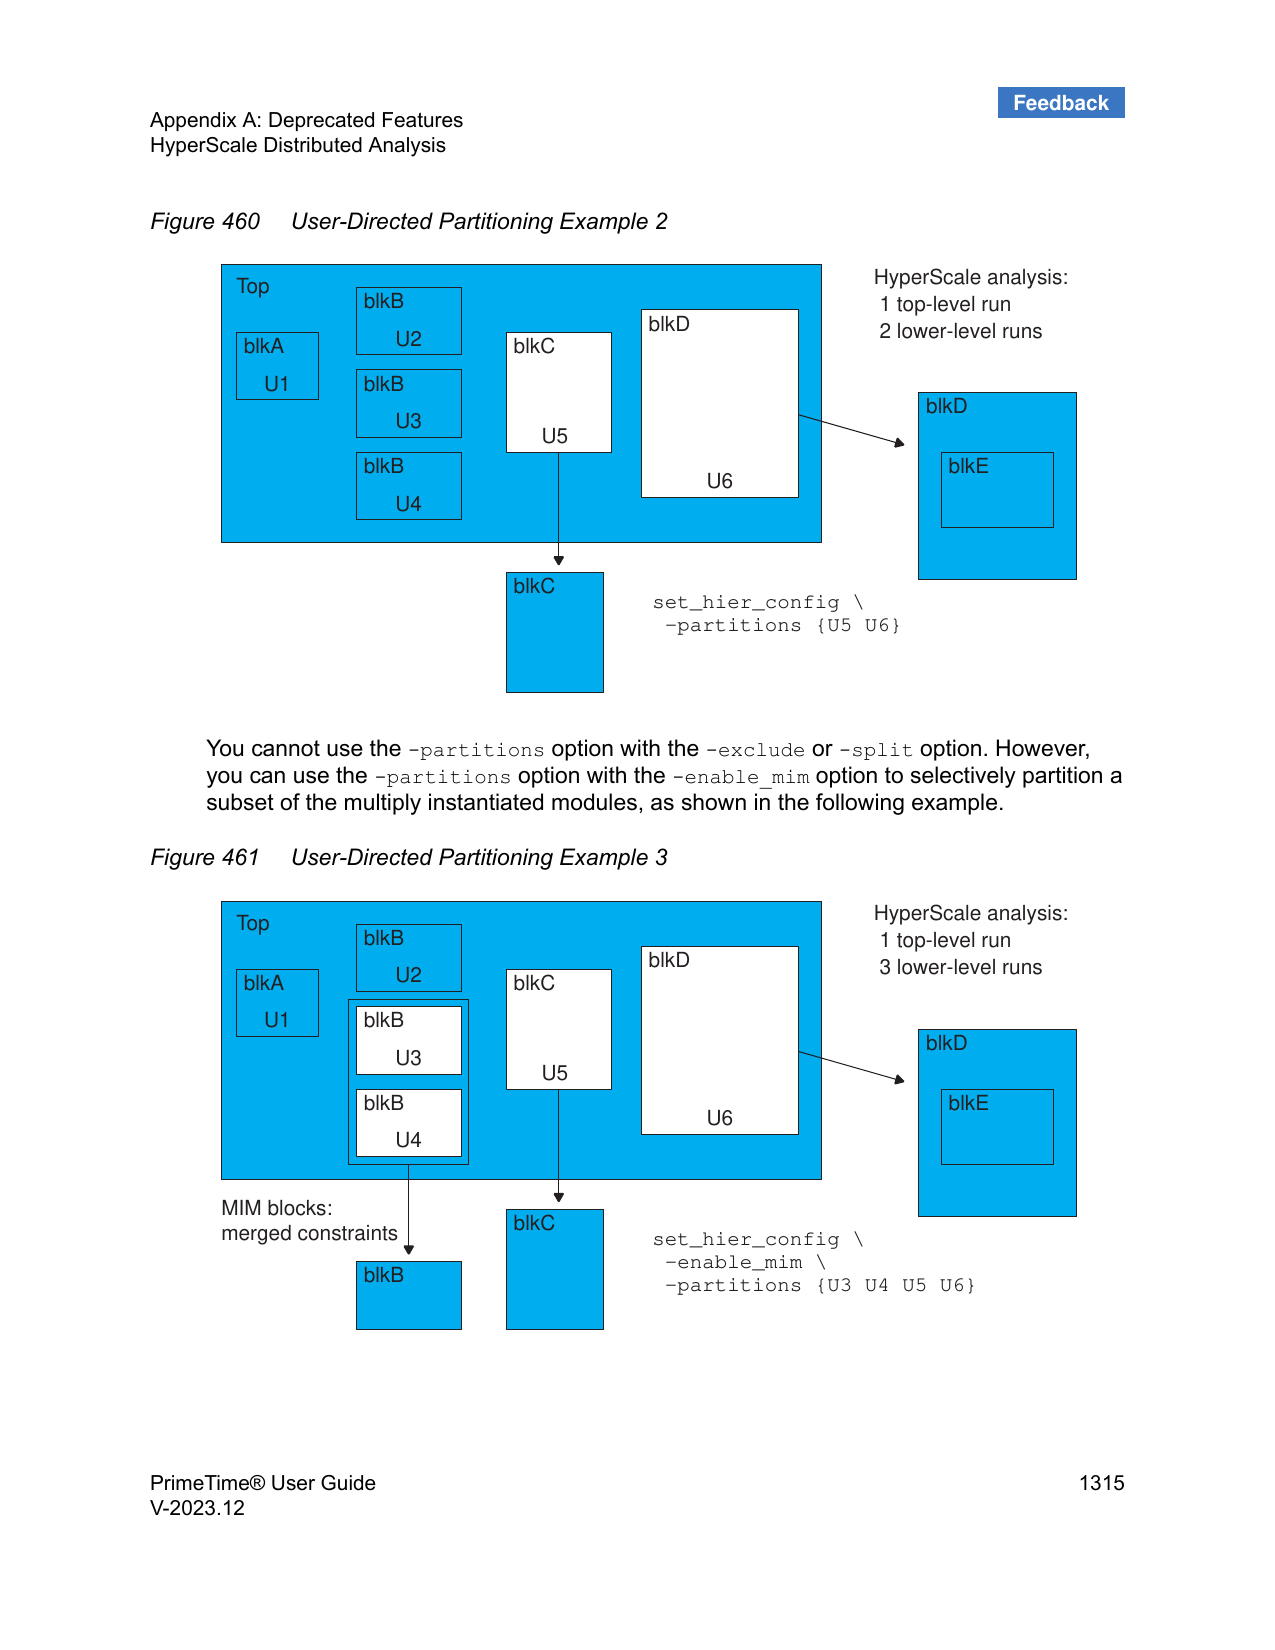 Feedback
Appendix A: Deprecated Features
HyperScale Distributed Analysis
Figure 460 User-Directed Partitioning Example 2
Top
blkA
U1
blkB
U2
blkB
U3
blkB
U4
blkC
U5
blkD
U6
HyperScale analysis:
1 top-level run
2 lower-level runs
blkD
blkE
blkC
set_hier_config \
-partitions {U5 U6}
You cannot use the -partitions option with the -exclude or -split option. However,
you can use the -partitions option with the -enable_mim option to selectively partition a
subset of the multiply instantiated modules, as shown in the following example.
Figure 461 User-Directed Partitioning Example 3
Top
blkA
U1
blkB
U2
blkB
U3
blkB
U4
blkC
U5
blkD
U6
HyperScale analysis:
1 top-level run
3 lower-level runs
blkD
blkE
MIM blocks:
merged constraints
blkB
blkC
set_hier_config \
-enable_mim \
-partitions {U3 U4 U5 U6}
PrimeTime® User Guide 1315
V-2023.12